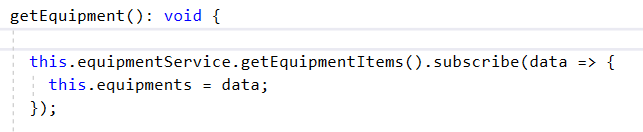 getEquipment(): void {
this.equipmentService.getEquipmentItems().subscribe(data => {
this.equipments = data;
});